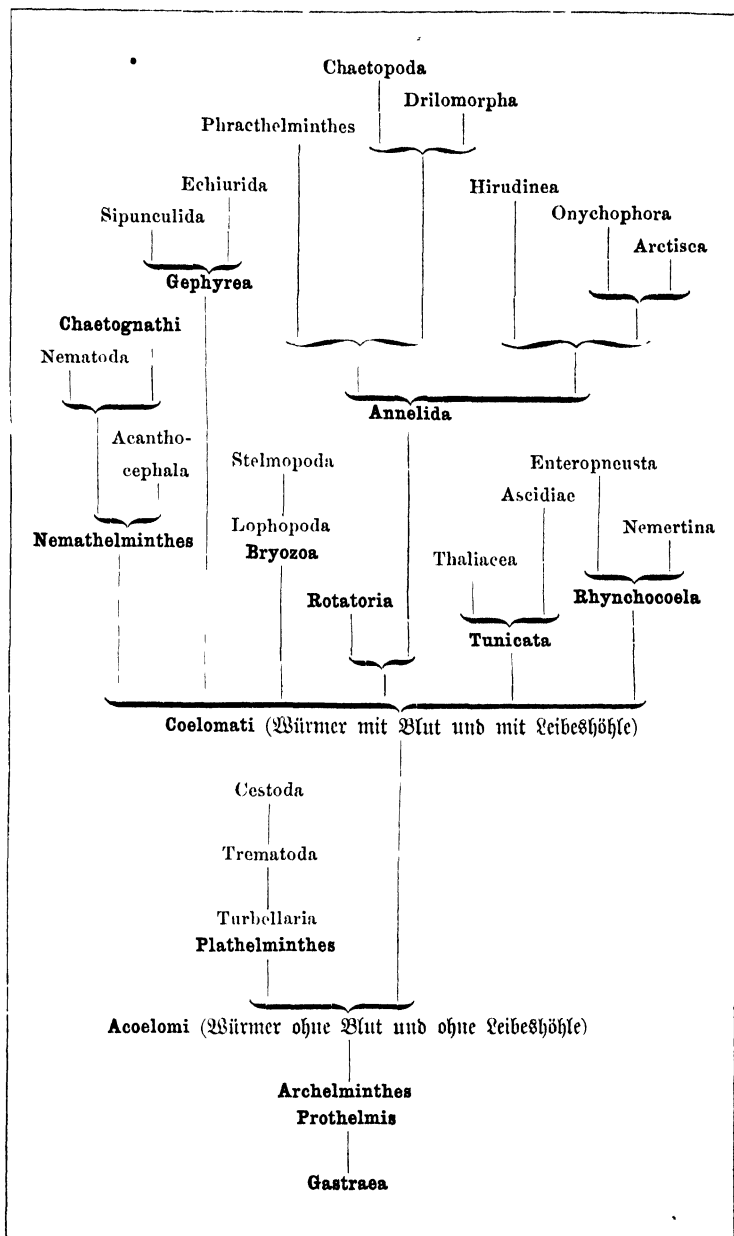 Chaetopoda
Drilomorpha
Phracthelminthes
Echiurida
Hirudinea
Sipunculida
Onychophora
Arctisca
Gephyrea
Chaetognathi
Nematoda
Annelida
Acantho-
cephala
Stelmopoda
Enteropneusta
Ascidiae
Lophopoda
Bryozoa
Nemertina
Nemathelminthes
Thaliacea
Rotatoria
Rhynchocoela
Tunicata
Coelomati (Würmer mit Blut und mit Leibeshöhle)
Cestoda
Trematoda
Turbellaria
Plathelminthes
Acoelomi (Würmer ohne Blut und ohne Leibeshöhle)
Archelminthes
Prothelmis
Gastraea